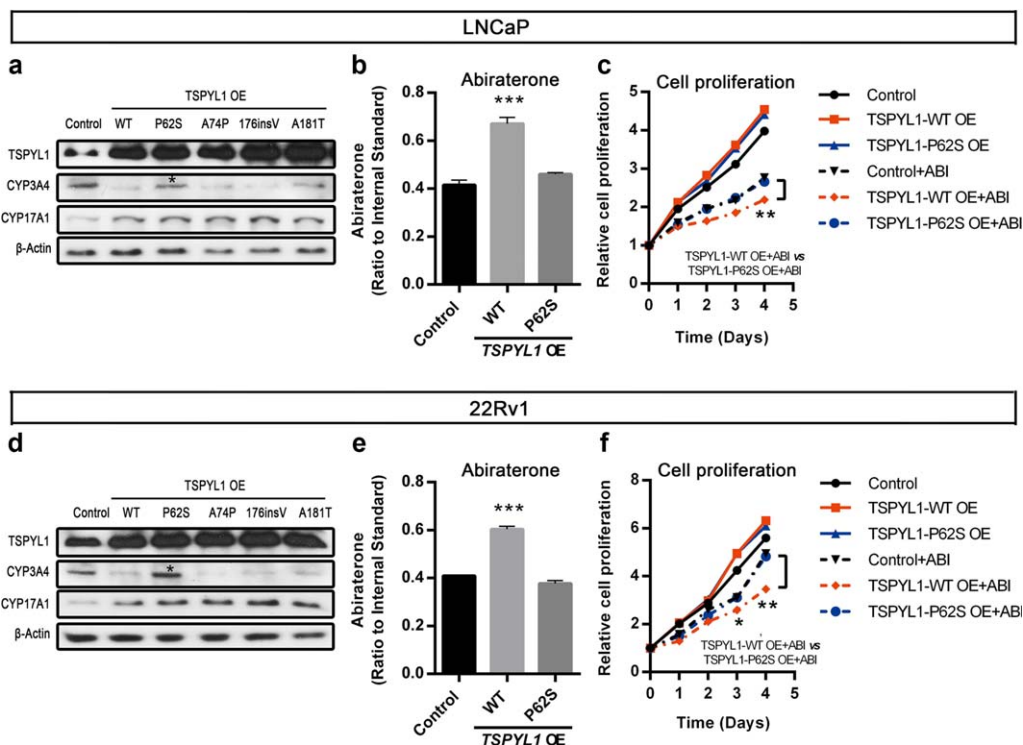 LNCaP
a
TSPYL1 OE
Control WT P62S A74P 176insV A181T
TSPYL1
CYP3A4 *
CYP17A1
β-Actin
b
Abiraterone
Abiraterone
(Ratio to Internal Standard)
0.8
0.6
0.4
0.2
0.0
***
Control WT P62S
TSPYL1 OE
c
Cell proliferation
Relative cell proliferation
5
4
3
2
1
0
**
TSPYL1-WT OE+ABI vs
TSPYL1-P62S OE+ABI
0 1 2 3 4 5
Time (Days)
Control
TSPYL1-WT OE
TSPYL1-P62S OE
Control+ABI
TSPYL1-WT OE+ABI
TSPYL1-P62S OE+ABI
22Rv1
d
TSPYL1 OE
Control WT P62S A74P 176insV A181T
TSPYL1
CYP3A4 *
CYP17A1
β-Actin
e
Abiraterone
Abiraterone
(Ratio to Internal Standard)
0.8
0.6
0.4
0.2
0.0
***
Control WT P62S
TSPYL1 OE
f
Cell proliferation
Relative cell proliferation
8
6
4
2
0
* **
TSPYL1-WT OE+ABI vs
TSPYL1-P62S OE+ABI
0 1 2 3 4 5
Time (Days)
Control
TSPYL1-WT OE
TSPYL1-P62S OE
Control+ABI
TSPYL1-WT OE+ABI
TSPYL1-P62S OE+ABI